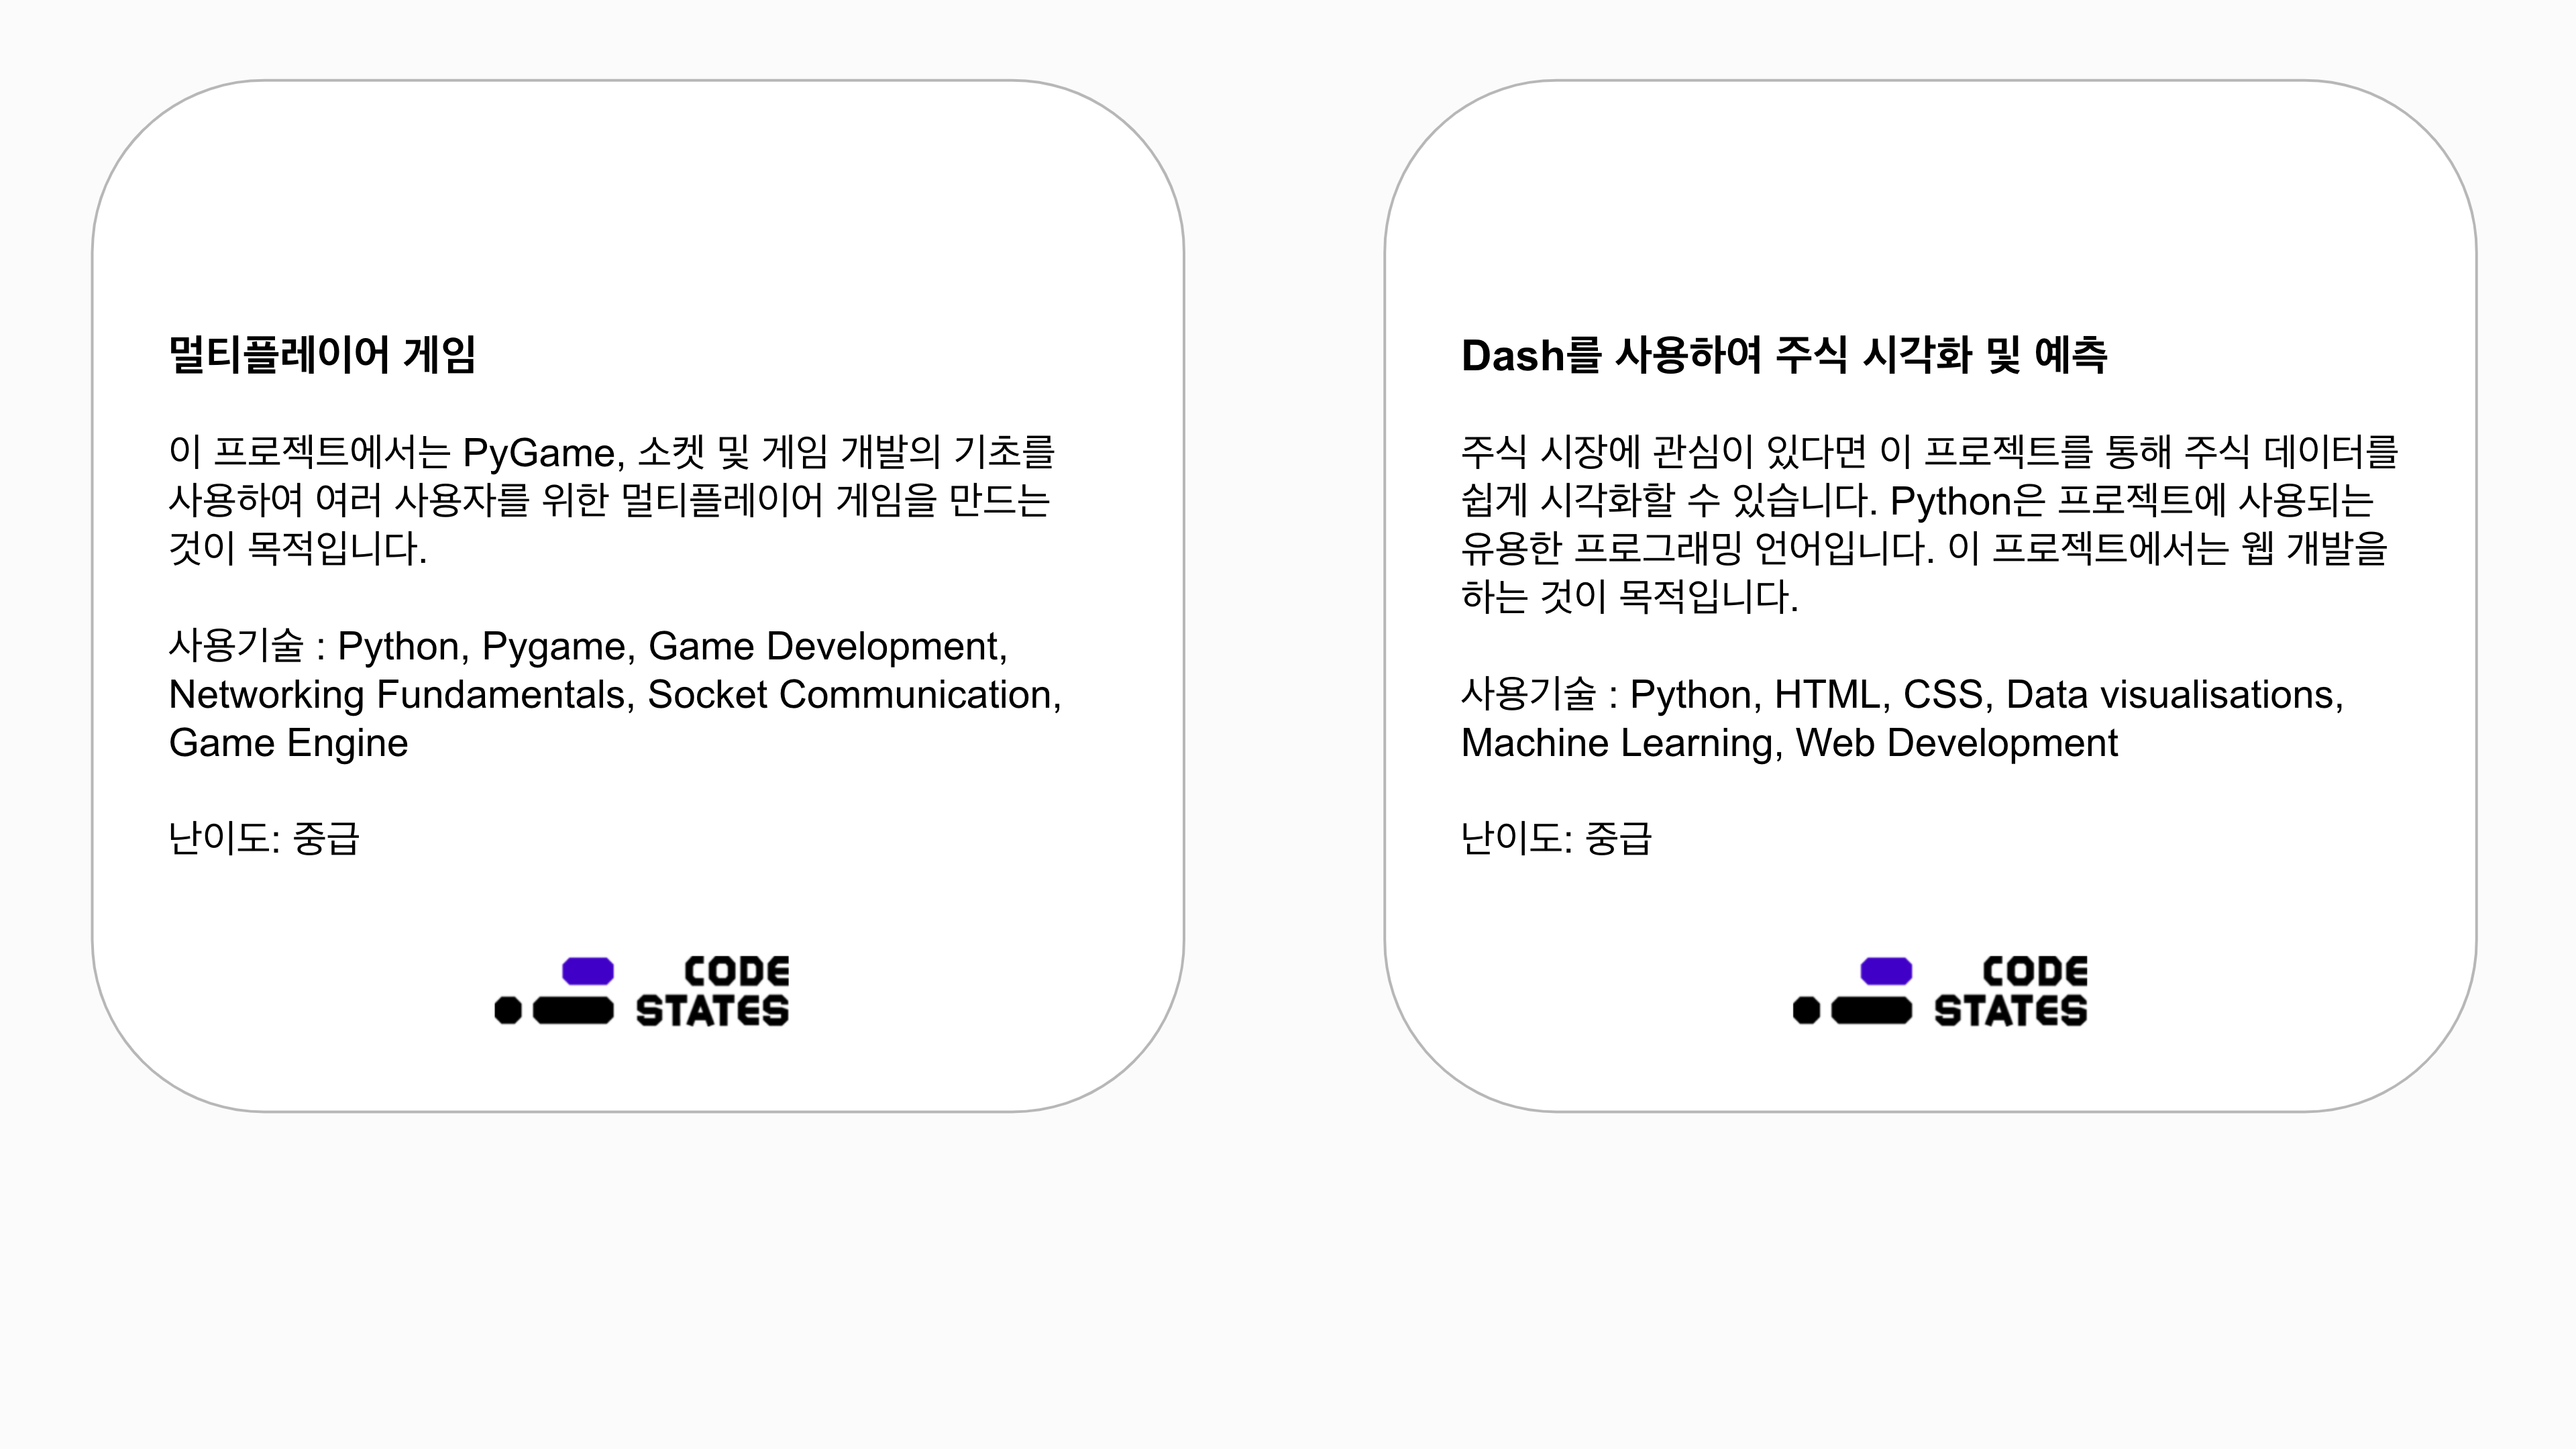 멀티플레이어 게임
이 프로젝트에서는 PyGame, 소켓 및 게임 개발의 기초를
사용하여 여러 사용자를 위한 멀티플레이어 게임을 만드는
것이 목적입니다.
사용기술 : Python, Pygame, Game Development,
Networking Fundamentals, Socket Communication,
Game Engine
난이도: 중급
CODE
STATES
Dash를 사용하여 주식 시각화 및 예측
주식 시장에 관심이 있다면 이 프로젝트를 통해 주식 데이터를
쉽게 시각화할 수 있습니다. Python은 프로젝트에 사용되는
유용한 프로그래밍 언어입니다. 이 프로젝트에서는 웹 개발을
하는 것이 목적입니다.
사용기술 : Python, HTML, CSS, Data visualisations,
Machine Learning, Web Development
난이도: 중급
CODE
STATES